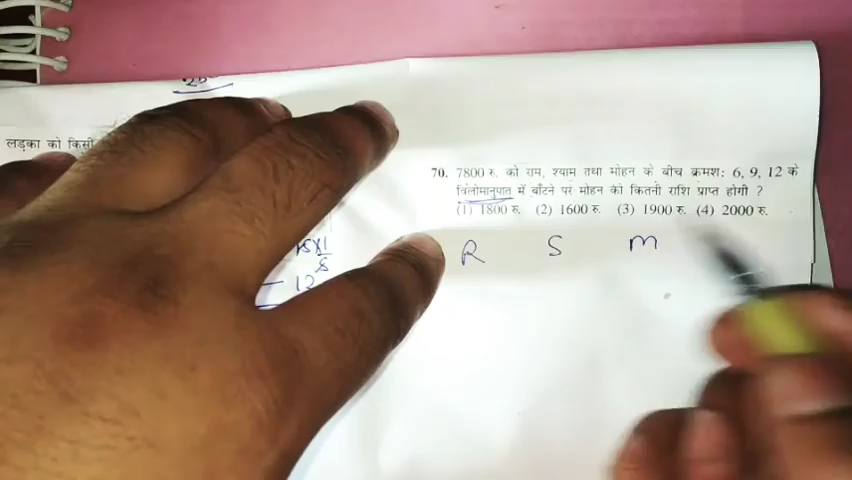 लड़का को किसी
70. 7800 रु. को राम, श्याम तथा मोहन के बीच क्रमश: 6, 9, 12 के
विलोमानुपात में बाँटने पर मोहन को कितनी राशि प्राप्त होगी ?
(1) 1800 रु. (2) 1600 रु. (3) 1900 रु. (4) 2000 रु.
R S M
12